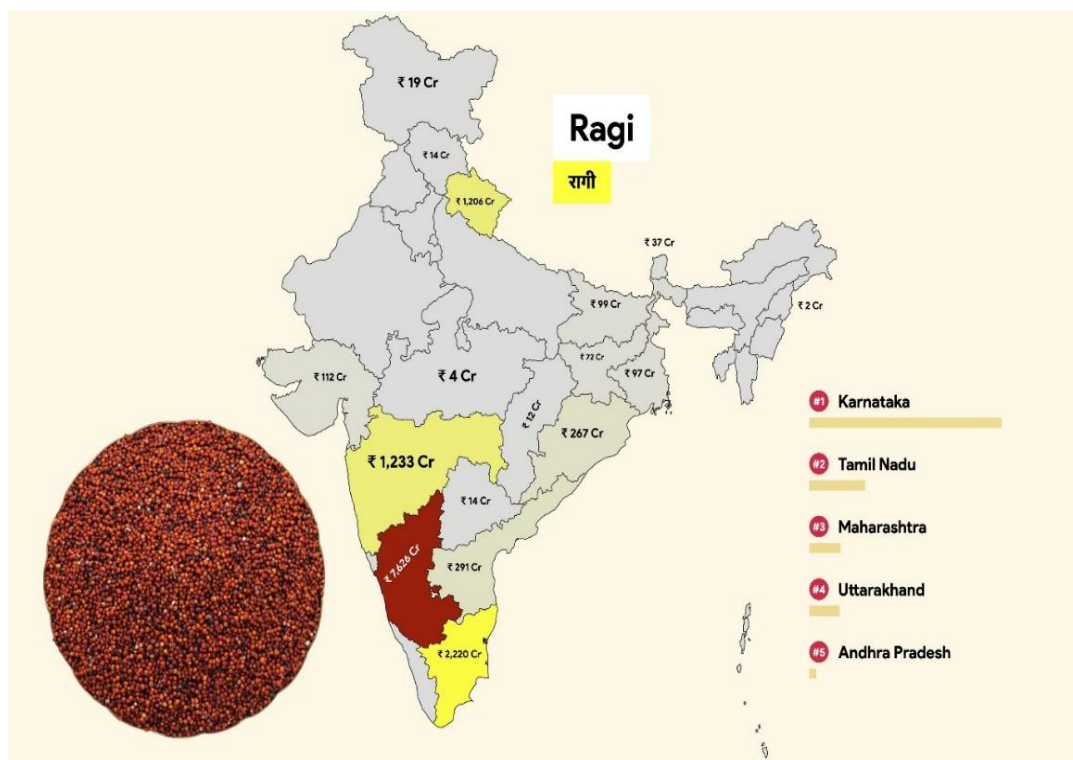 ₹ 19 Cr
Ragi
रागी
₹ 14 Cr
₹ 1,206 Cr
₹ 37 Cr
₹ 99 Cr
₹ 2 Cr
₹ 72 Cr
₹ 112 Cr
₹ 4 Cr
₹ 97 Cr
₹ 12 Cr
₹ 267 Cr
₹ 1,233 Cr
₹ 14 Cr
₹ 7,626 Cr
₹ 291 Cr
₹ 2,220 Cr
#1 Karnataka
#2 Tamil Nadu
#3 Maharashtra
#4 Uttarakhand
#5 Andhra Pradesh